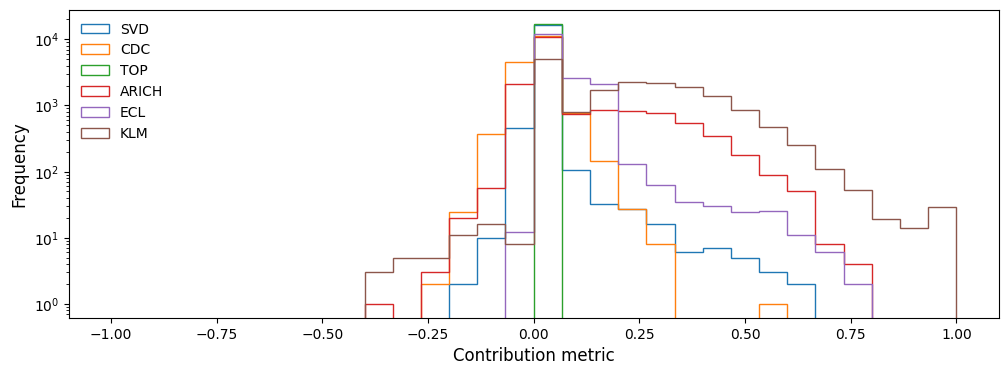 SVD
CDC
TOP
ARICH
ECL
KLM
Frequency
10⁴
10³
10²
10¹
10⁰
−1.00 −0.75 −0.50 −0.25 0.00 0.25 0.50 0.75 1.00
Contribution metric